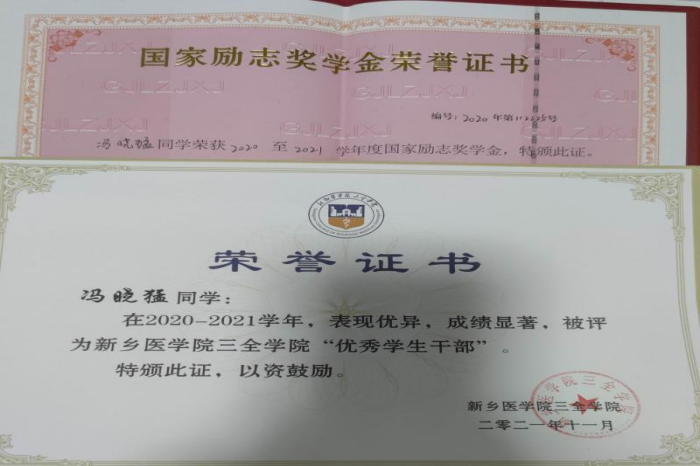 国家励志奖学金荣誉证书
GJLZJXJ
编号：2020年第
冯晓猛同学荣获2020至2021学年度国家励志奖学金，特颁此证。
荣誉证书
冯晓猛同学：
在2020-2021学年，表现优异，成绩显著，被评
为新乡医学院三全学院“优秀学生干部”。
特颁此证，以资鼓励。
新乡医学院三全学院
二零二一年十一月